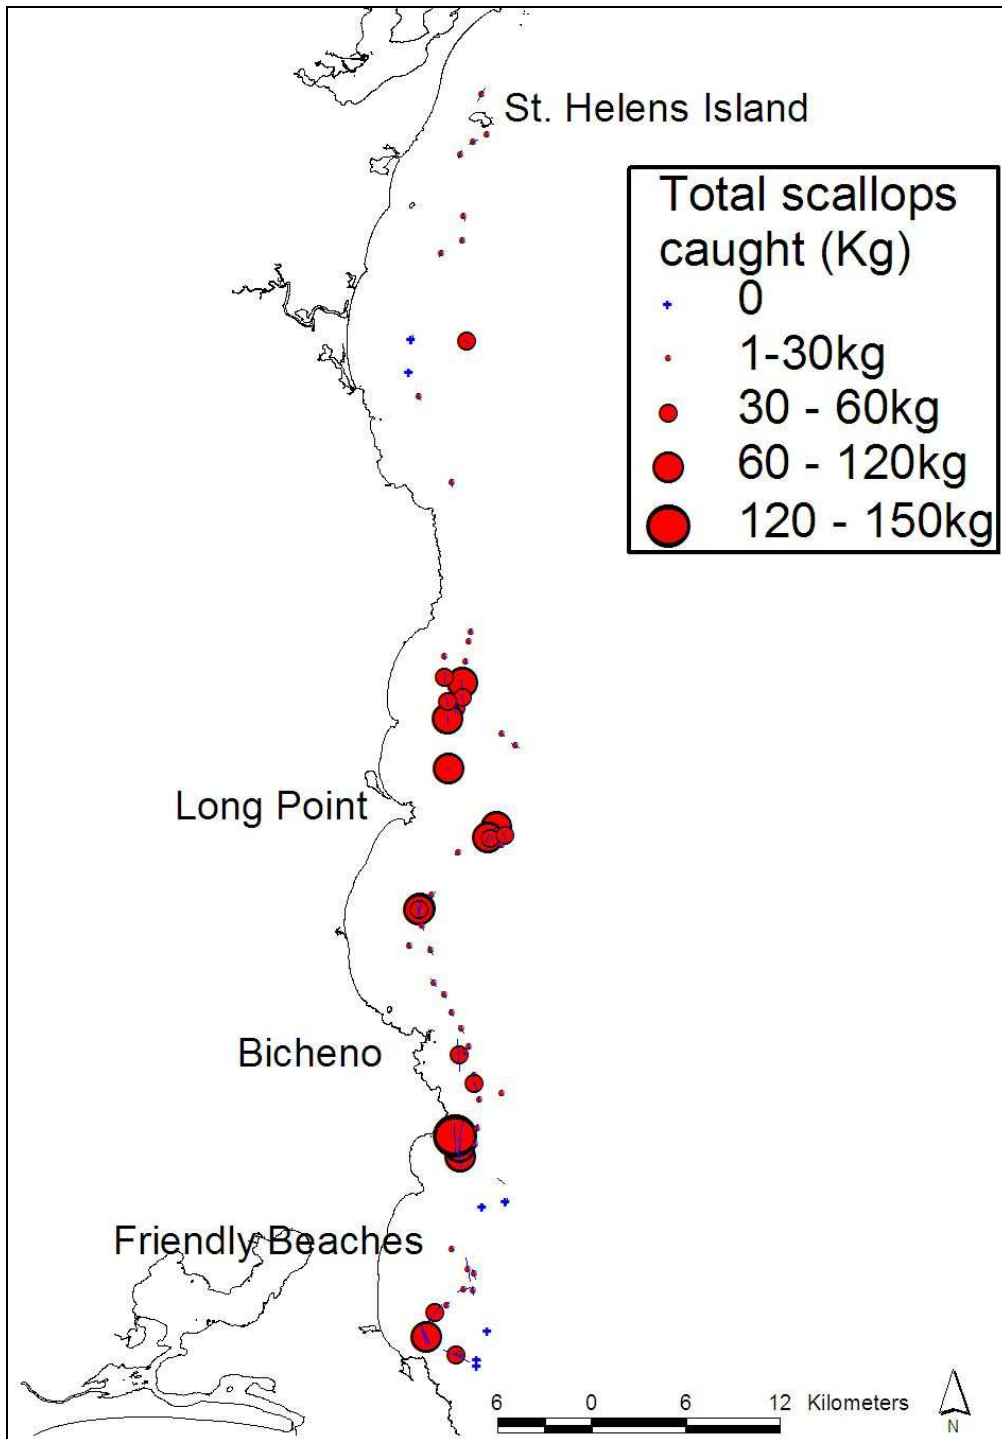 St. Helens Island
Total scallops
caught (Kg)
0
1-30kg
30 - 60kg
60 - 120kg
120 - 150kg
Long Point
Bicheno
Friendly Beaches
6 0 6 12 Kilometers
N